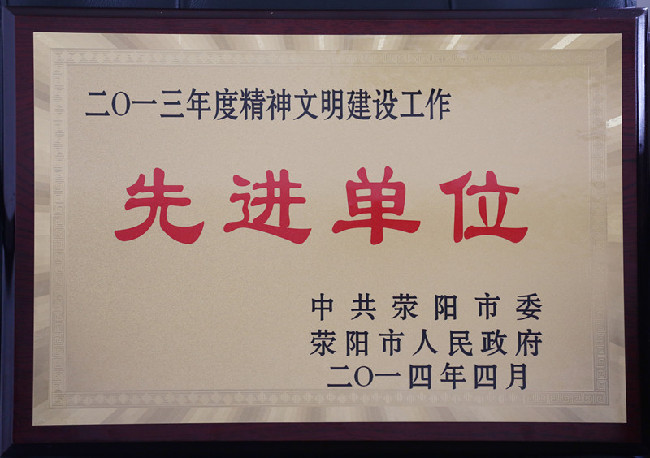 二〇一三年度精神文明建设工作
先进单位
中共荥阳市委
荥阳市人民政府
二〇一四年四月